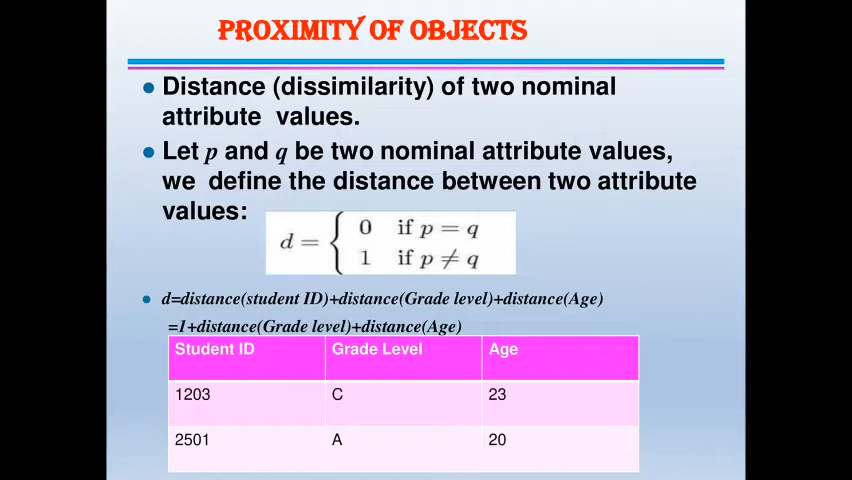 PROXIMITY OF OBJECTS
Distance (dissimilarity) of two nominal
attribute values.
Let p and q be two nominal attribute values,
we define the distance between two attribute
values:
d = { 0 if p = q
1 if p ≠ q
d=distance(student ID)+distance(Grade level)+distance(Age)
=1+distance(Grade level)+distance(Age)
Student ID Grade Level Age
1203 C 23
2501 A 20